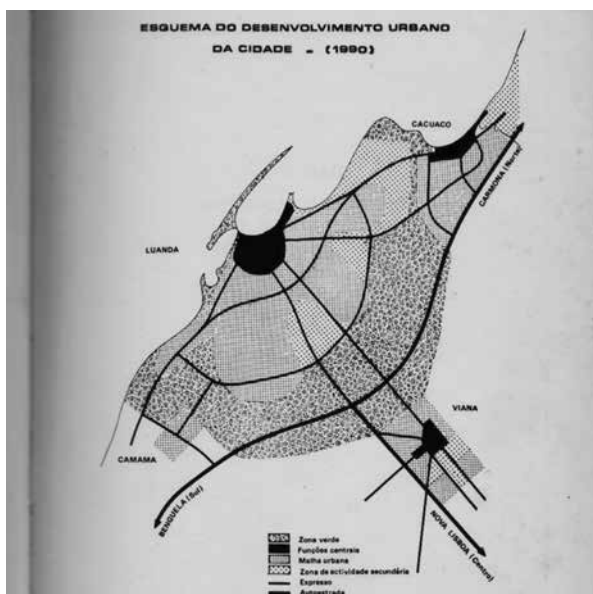 ESQUEMA DO DESENVOLVIMENTO URBANO
DA CIDADE - (1990)
CACUACO
CARMONA (Norte)
LUANDA
VIANA
CAMAMA
BENGUELA (Sul)
NOVA LISBOA (Centro)
Zona verde
Funções centrais
Malha urbana
Zona de actividade secundária
Expresso
Autoestrada